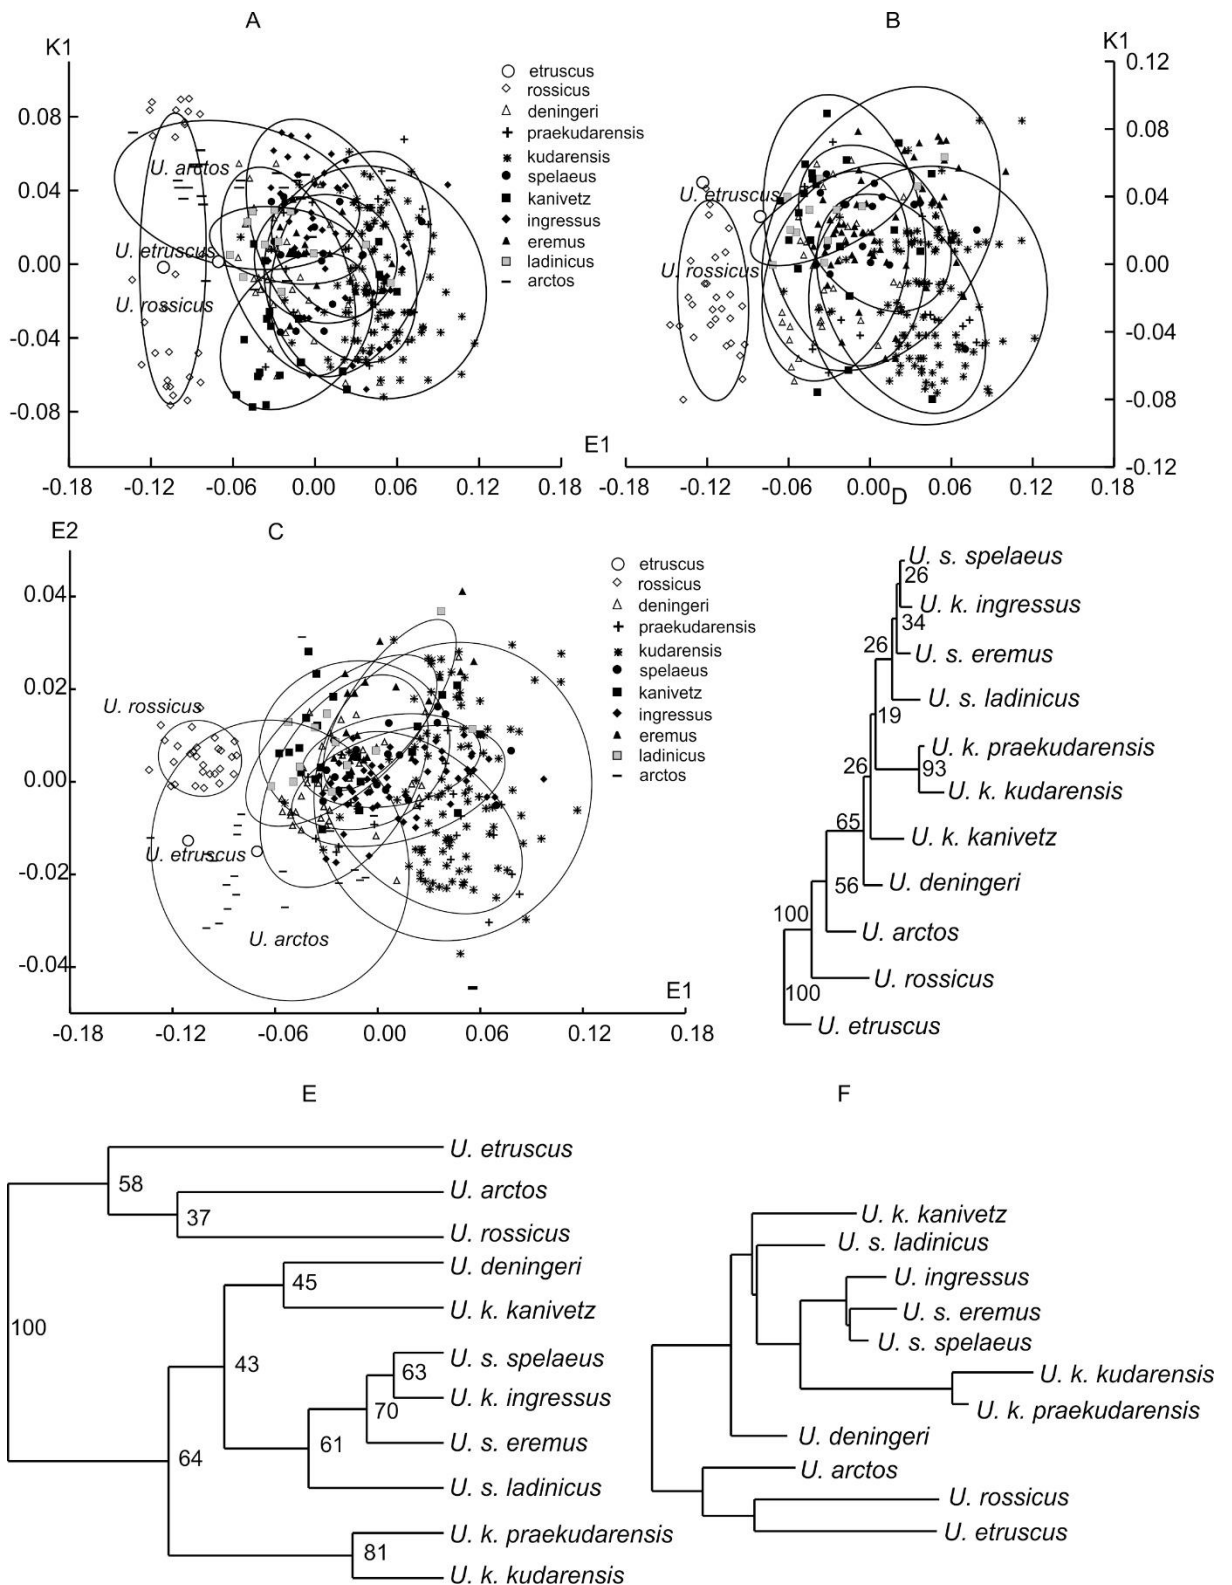 A
K1
0.08
0.04
0.00
-0.04
-0.08
-0.18
-0.12
-0.06
0.00
0.06
0.12
0.18
E1
U. arctos
U. etruscus
U. rossicus
etruscus
rossicus
deningeri
praekudarensis
kudarensis
spelaeus
kanivetz
ingressus
eremus
ladinicus
arctos
B
K1
0.12
0.08
0.04
0.00
-0.04
-0.08
-0.12
U. etruscus
U. rossicus
-0.18
-0.12
-0.06
0.00
0.06
0.12
0.18
C
E2
0.04
0.02
0.00
-0.02
-0.04
U. rossicus
U. etruscus
U. arctos
E1
-0.18
-0.12
-0.06
0.00
0.06
0.12
0.18
etruscus
rossicus
deningeri
praekudarensis
kudarensis
spelaeus
kanivetz
ingressus
eremus
ladinicus
arctos
D
U. s. spelaeus
26
U. k. ingressus
34
26
U. s. eremus
U. s. ladinicus
19
U. k. praekudarensis
26
93
U. k. kudarensis
65
U. k. kanivetz
56
U. deningeri
100
U. arctos
U. rossicus
100
U. etruscus
E
U. etruscus
58
U. arctos
37
U. rossicus
U. deningeri
45
U. k. kanivetz
100
43
U. s. spelaeus
63
U. k. ingressus
70
U. s. eremus
61
64
U. s. ladinicus
U. k. praekudarensis
81
U. k. kudarensis
F
U. k. kanivetz
U. s. ladinicus
U. ingressus
U. s. eremus
U. s. spelaeus
U. k. kudarensis
U. k. praekudarensis
U. deningeri
U. arctos
U. rossicus
U. etruscus